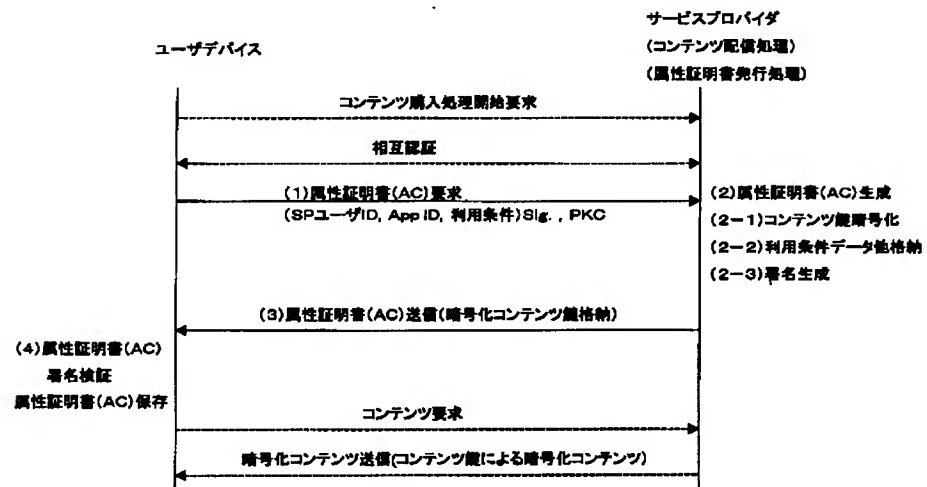 サービスプロバイダ
(コンテンツ配信処理)
(属性証明書発行処理)
ユーザデバイス
コンテンツ購入処理開始要求
相互認証
(1)属性証明書(AC)要求
(SPユーザID, App ID, 利用条件)Sig. , PKC
(2)属性証明書(AC)生成
(2-1)コンテンツ鍵暗号化
(2-2)利用条件データ他格納
(2-3)署名生成
(3)属性証明書(AC)送信(暗号化コンテンツ鍵格納)
(4)属性証明書(AC)
署名検証
属性証明書(AC)保存
コンテンツ要求
暗号化コンテンツ送信(コンテンツ鍵による暗号化コンテンツ)